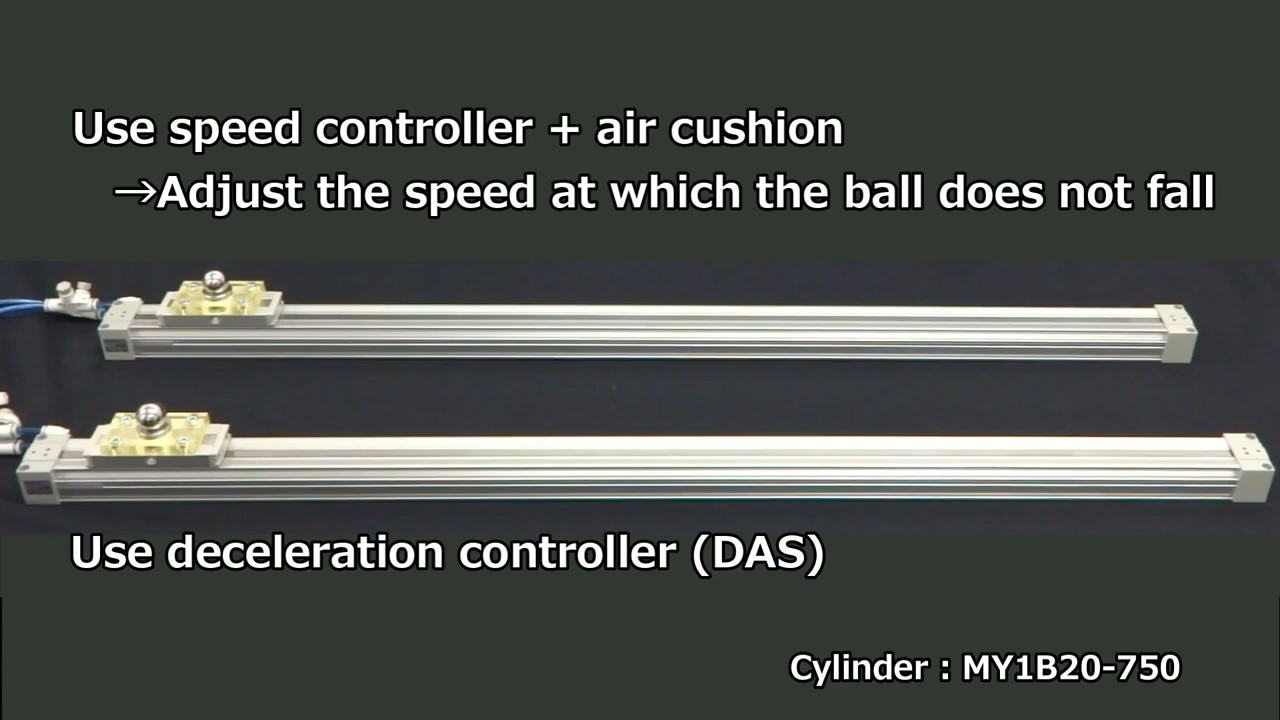 Use speed controller + air cushion
→Adjust the speed at which the ball does not fall
Use deceleration controller (DAS)
Cylinder : MY1B20-750